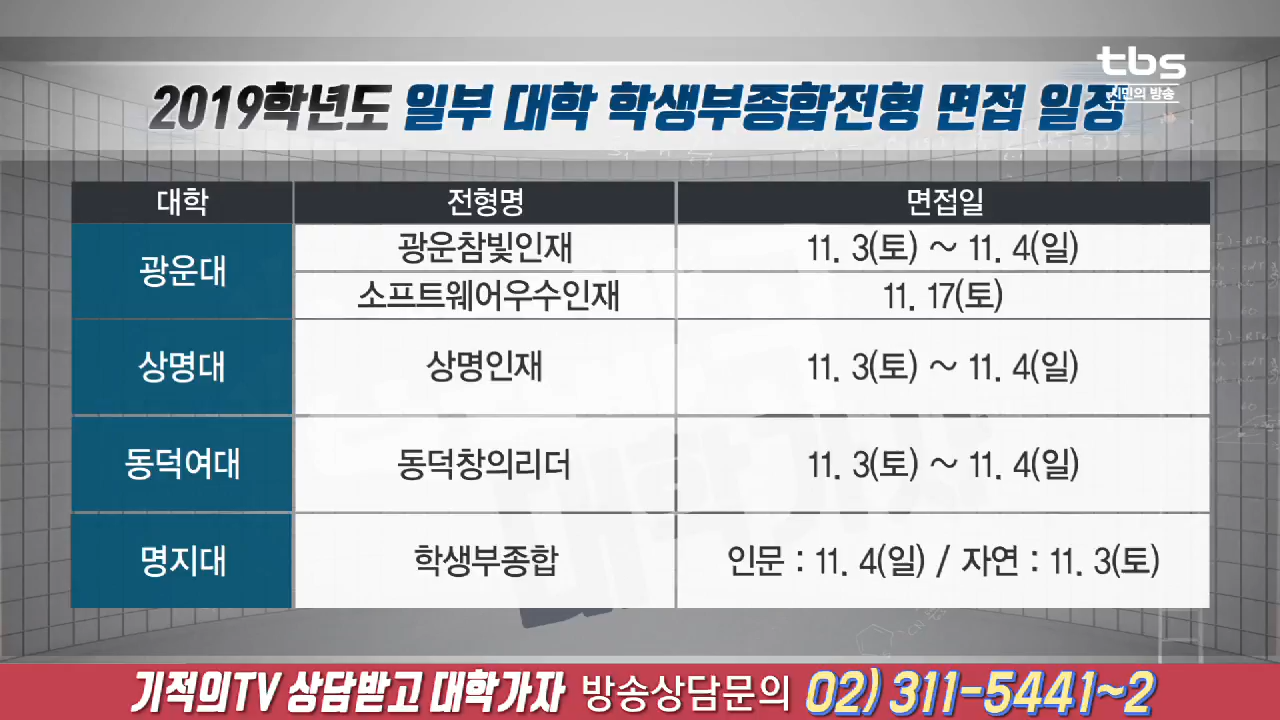 tbs
시민의 방송
2019학년도 일부 대학 학생부종합전형 면접 일정
대학 전형명 면접일
광운대 광운참빛인재 11. 3(토) ~ 11. 4(일)
소프트웨어우수인재 11. 17(토)
상명대 상명인재 11. 3(토) ~ 11. 4(일)
동덕여대 동덕창의리더 11. 3(토) ~ 11. 4(일)
명지대 학생부종합 인문 : 11. 4(일) / 자연 : 11. 3(토)
기적의TV 상담받고 대학가자 방송상담문의 02) 311-5441~2